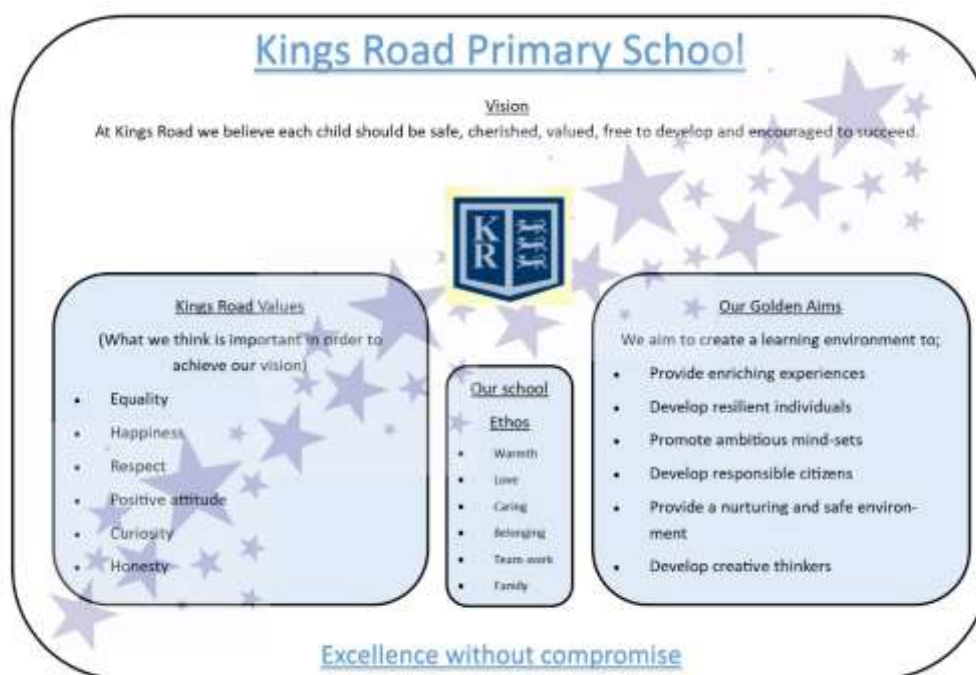 Kings Road Primary School
Vision
At Kings Road we believe each child should be safe, cherished, valued, free to develop and encouraged to succeed.
K
R
Kings Road Values
(What we think is important in order to
achieve our vision)
• Equality
• Happiness
• Respect
• Positive attitude
• Curiosity
• Honesty
Our school
Ethos
• Warmth
• Love
• Caring
• Belonging
• Team-work
• Family
Our Golden Aims
We aim to create a learning environment to;
• Provide enriching experiences
• Develop resilient individuals
• Promote ambitious mind-sets
• Develop responsible citizens
• Provide a nurturing and safe environ-
ment
• Develop creative thinkers
Excellence without compromise